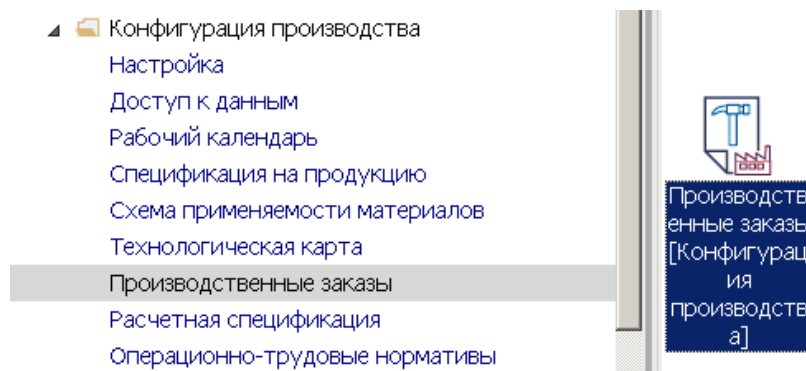 Конфигурация производства
Настройка
Доступ к данным
Рабочий календарь
Спецификация на продукцию
Схема применяемости материалов
Технологическая карта
Производственные заказы
Расчетная спецификация
Операционно-трудовые нормативы
Производств
енные заказы
[Конфигурац
ия
производств
а]